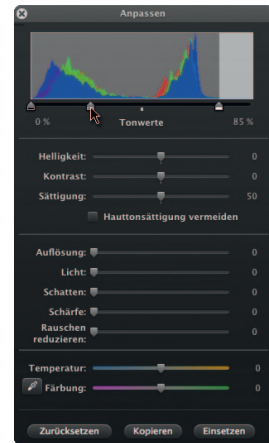 Anpassen
0 % Tonwerte 85 %
Helligkeit: 0
Kontrast: 0
Sättigung: 50
Hauttonsättigung vermeiden
Auflösung: 0
Licht: 0
Schatten: 0
Schärfe: 0
Rauschen
reduzieren: 0
Temperatur: 0
Färbung: 0
Zurücksetzen Kopieren Einsetzen